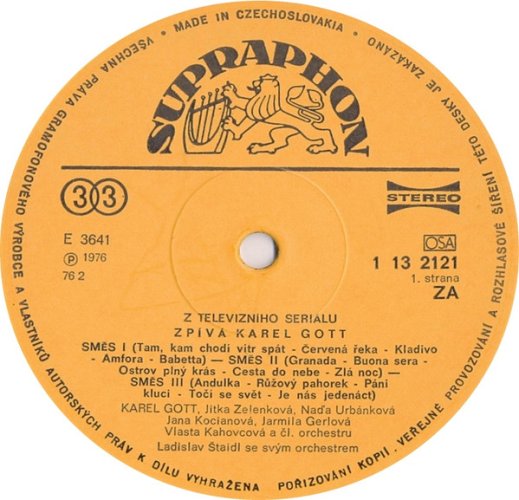 VŠECHNA PRÁVA GRAMOFONOVÉHO VÝROBCE A VLASTNÍKŮ AUTORSKÝCH PRÁV K DÍLU VYHRAŽENA
• MADE IN CZECHOSLOVAKIA •
VEŘEJNÉ PROVOZOVÁNÍ A ROZHLASOVÉ ŠÍŘENÍ TÉTO DESKY JE ZAKÁZÁNO
POŘIZOVÁNÍ KOPIÍ
SUPRAPHON
33
STEREO
E 3641
OSA
Ⓟ 1976
1 13 2121
76 2
1. strana
ZA
Z TELEVIZNÍHO SERIÁLU
ZPÍVÁ KAREL GOTT
SMĚS I (Tam, kam chodí vítr spát - Červená řeka - Kladivo
- Amfora - Babetta) — SMĚS II (Granada - Buona sera -
Ostrov plný krás - Cesta do nebe - Zlá noc) —
SMĚS III (Andulka - Růžový pahorek - Páni
kluci - Točí se svět - Je nás jedenáct)
KAREL GOTT, Jitka Zelenková, Naďa Urbánková
Jana Kocianová, Jarmila Gerlová
Vlasta Kahovcová a čl. orchestru
Ladislav Štaidl se svým orchestrem